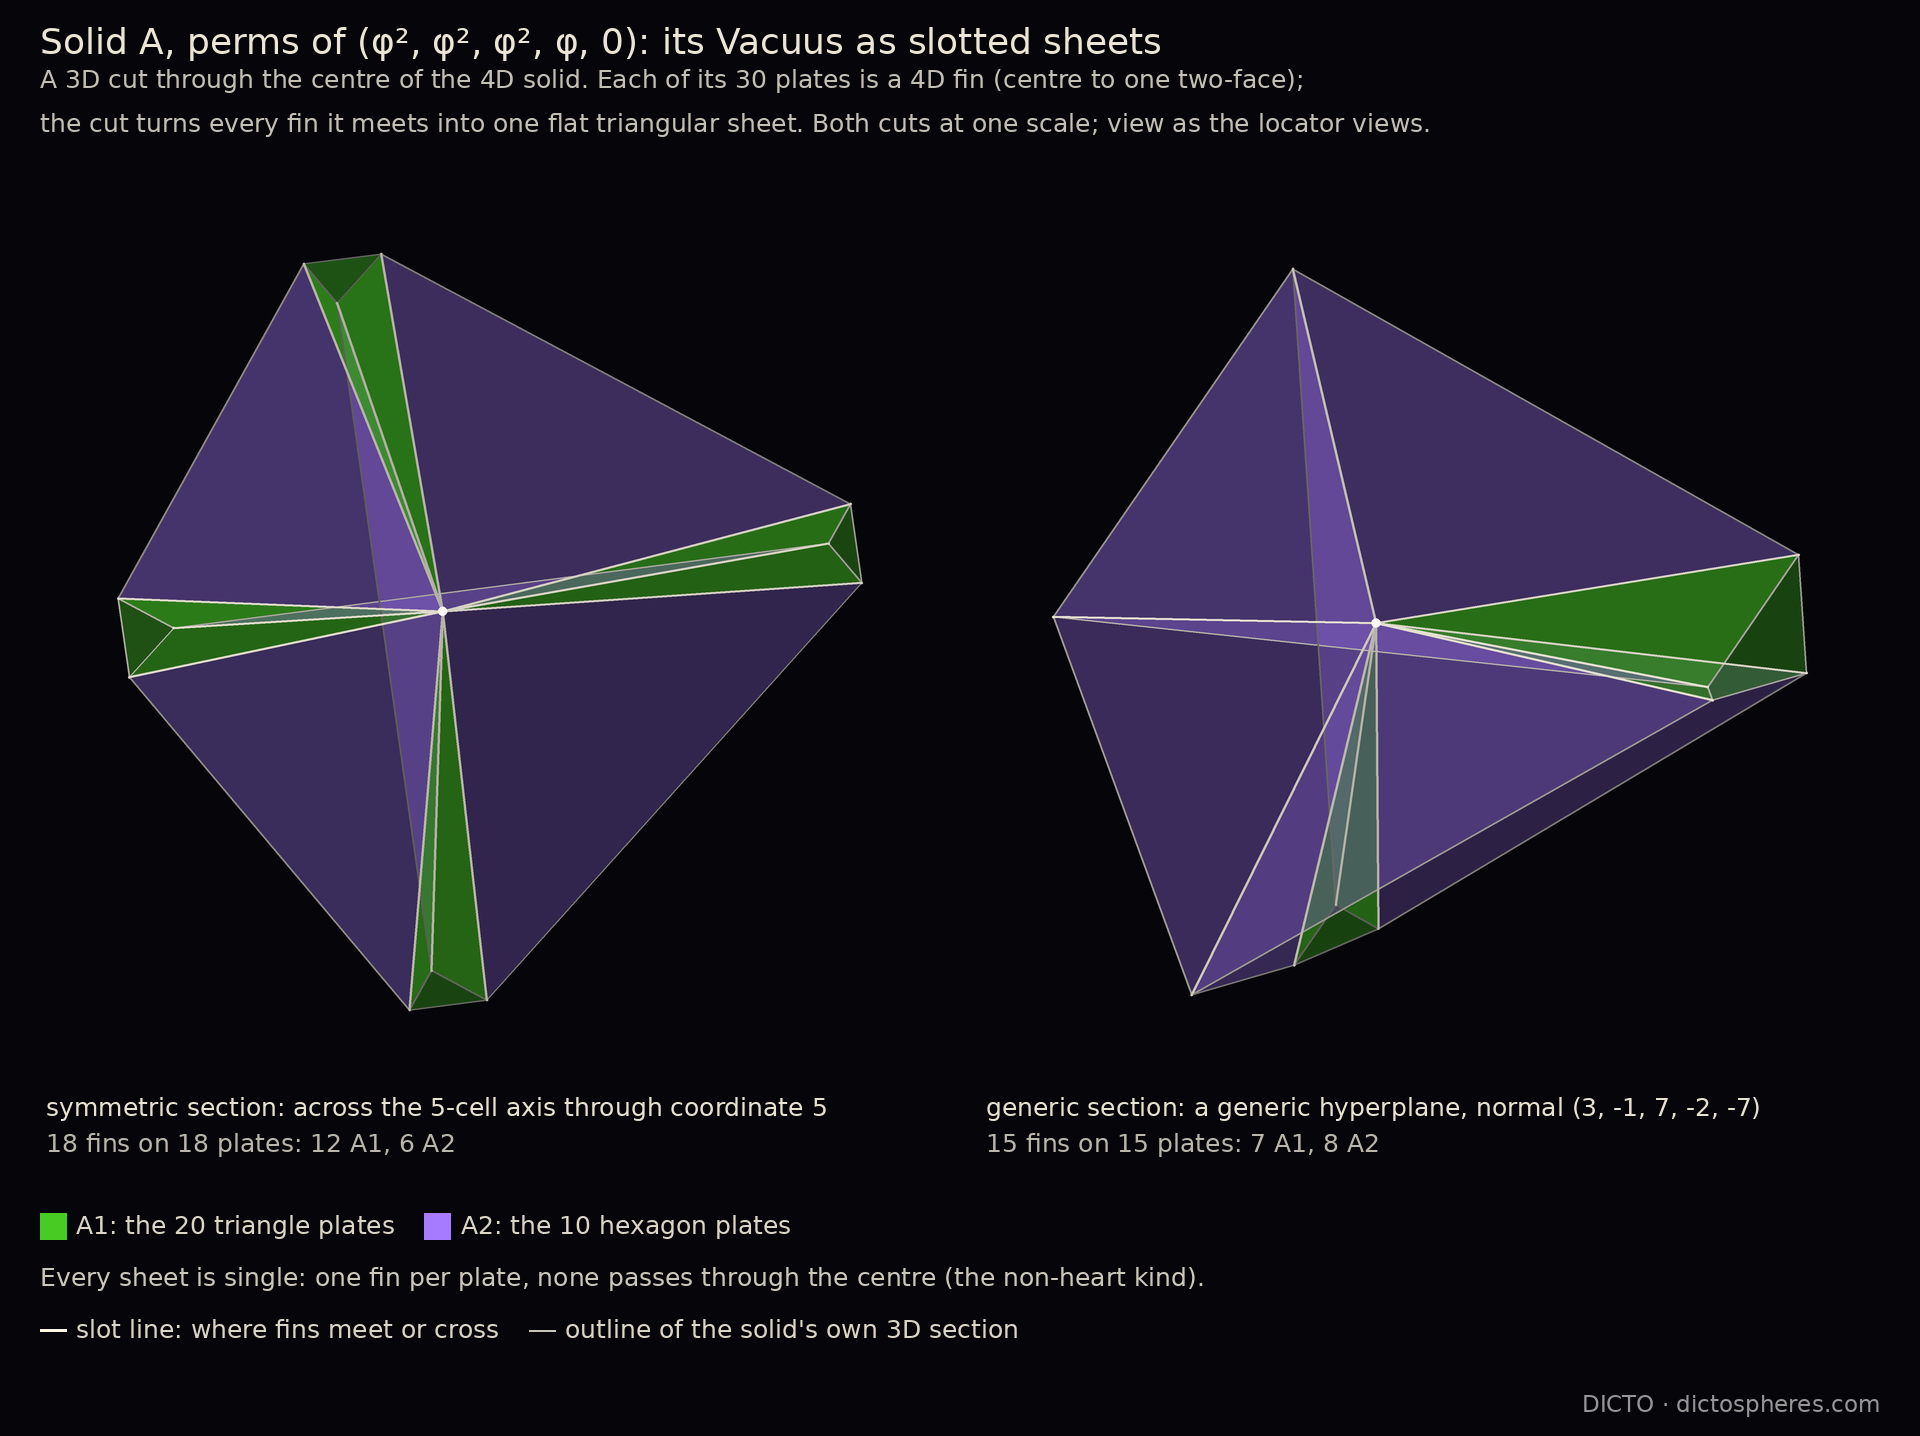 Solid A, perms of (φ², φ², φ², φ, 0): its Vacuus as slotted sheets
A 3D cut through the centre of the 4D solid. Each of its 30 plates is a 4D fin (centre to one two-face);
the cut turns every fin it meets into one flat triangular sheet. Both cuts at one scale; view as the locator views.
symmetric section: across the 5-cell axis through coordinate 5
18 fins on 18 plates: 12 A1, 6 A2
generic section: a generic hyperplane, normal (3, -1, 7, -2, -7)
15 fins on 15 plates: 7 A1, 8 A2
A1: the 20 triangle plates
A2: the 10 hexagon plates
Every sheet is single: one fin per plate, none passes through the centre (the non-heart kind).
slot line: where fins meet or cross
outline of the solid's own 3D section
DICTO · dictospheres.com